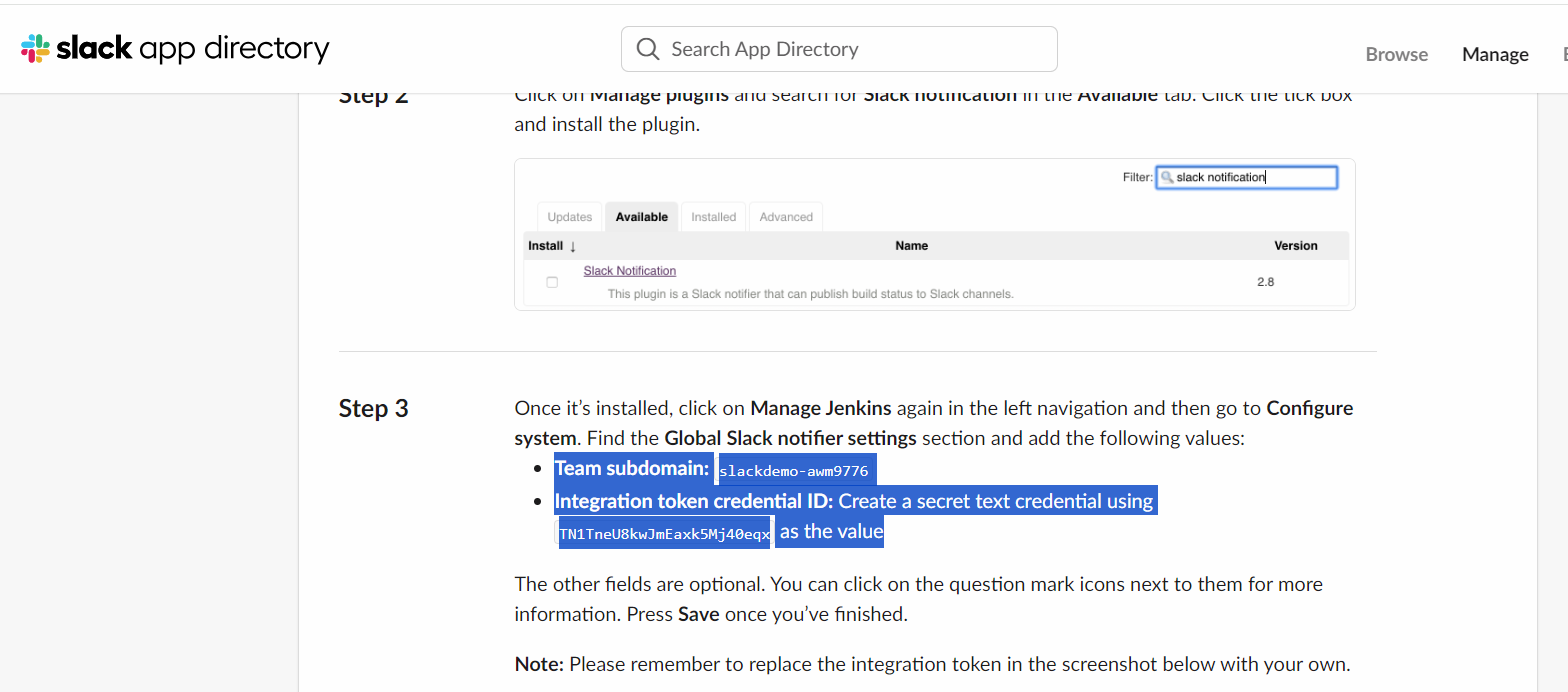 slack app directory
Search App Directory
Browse
Manage
Step 2
Click on Manage plugins and search for Slack notification in the Available tab. Click the tick box
and install the plugin.
Filter: slack notification
Updates Available Installed Advanced
Install ↓ Name Version
Slack Notification
This plugin is a Slack notifier that can publish build status to Slack channels.
2.8
Step 3
Once it’s installed, click on Manage Jenkins again in the left navigation and then go to Configure
system. Find the Global Slack notifier settings section and add the following values:
• Team subdomain: slackdemo-awm9776
• Integration token credential ID: Create a secret text credential using
TN1TneU8kwJmEaxk5Mj40eqx as the value
The other fields are optional. You can click on the question mark icons next to them for more
information. Press Save once you’ve finished.
Note: Please remember to replace the integration token in the screenshot below with your own.